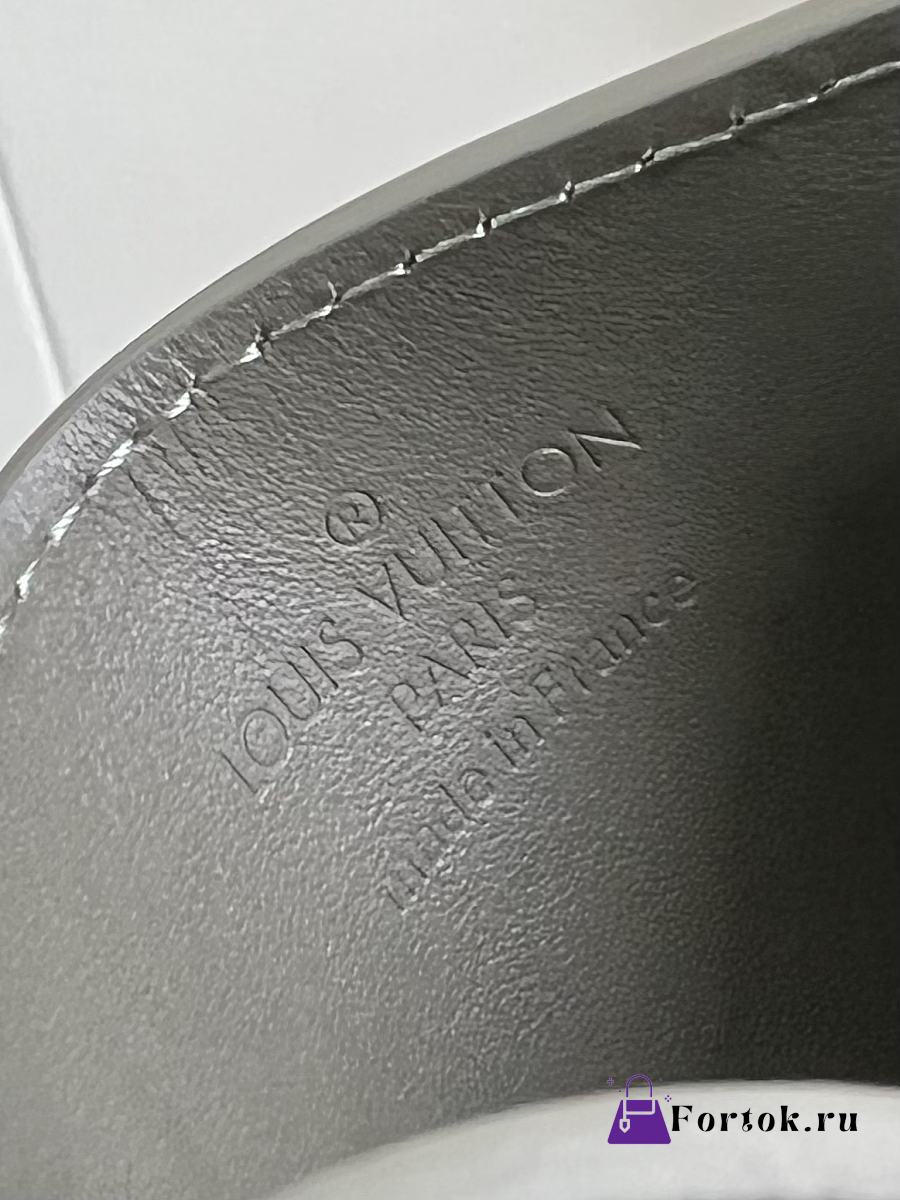 ®
LOUIS VUITTON
PARIS
made in France
Fortok.ru